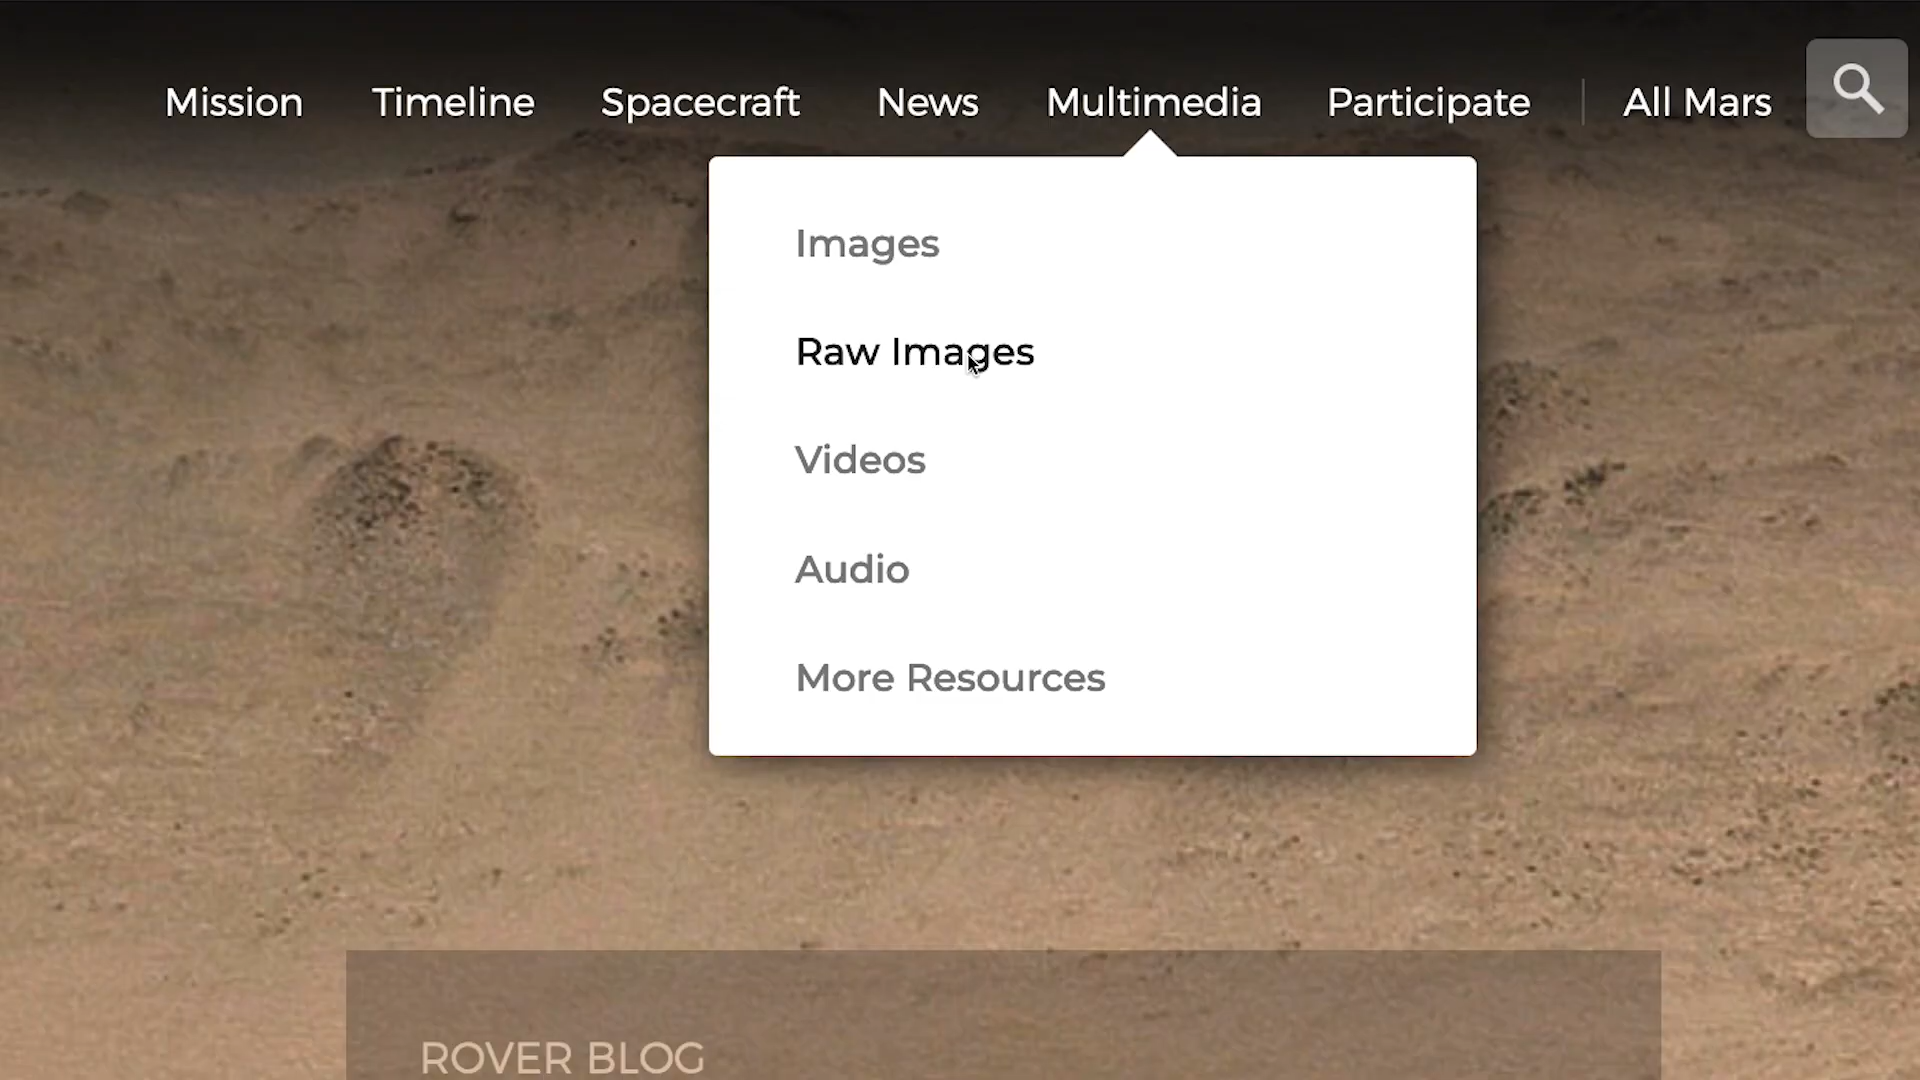 Mission Timeline Spacecraft News Multimedia Participate All Mars
Images
Raw Images
Videos
Audio
More Resources
ROVER BLOG